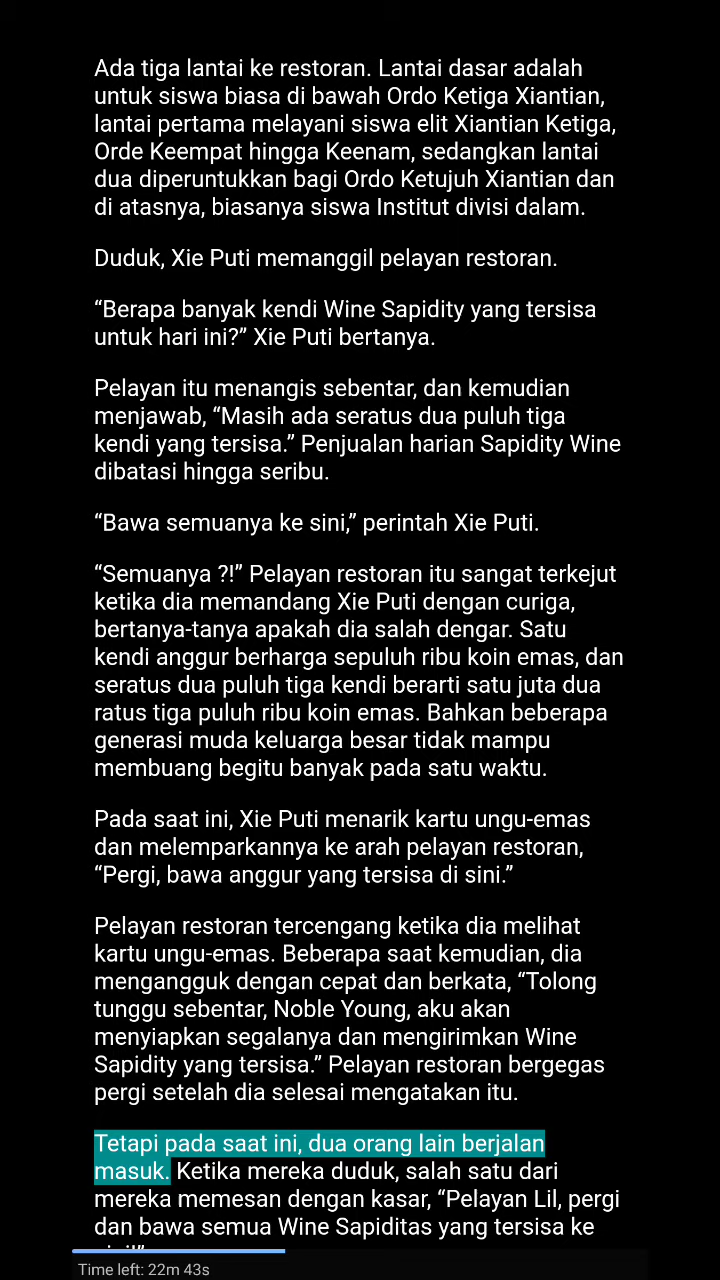 Ada tiga lantai ke restoran. Lantai dasar adalah
untuk siswa biasa di bawah Ordo Ketiga Xiantian,
lantai pertama melayani siswa elit Xiantian Ketiga,
Orde Keempat hingga Keenam, sedangkan lantai
dua diperuntukkan bagi Ordo Ketujuh Xiantian dan
di atasnya, biasanya siswa Institut divisi dalam.
Duduk, Xie Puti memanggil pelayan restoran.
“Berapa banyak kendi Wine Sapidity yang tersisa
untuk hari ini?” Xie Puti bertanya.
Pelayan itu menangis sebentar, dan kemudian
menjawab, “Masih ada seratus dua puluh tiga
kendi yang tersisa.” Penjualan harian Sapidity Wine
dibatasi hingga seribu.
“Bawa semuanya ke sini,” perintah Xie Puti.
“Semuanya ?!” Pelayan restoran itu sangat terkejut
ketika dia memandang Xie Puti dengan curiga,
bertanya-tanya apakah dia salah dengar. Satu
kendi anggur berharga sepuluh ribu koin emas, dan
seratus dua puluh tiga kendi berarti satu juta dua
ratus tiga puluh ribu koin emas. Bahkan beberapa
generasi muda keluarga besar tidak mampu
membuang begitu banyak pada satu waktu.
Pada saat ini, Xie Puti menarik kartu ungu-emas
dan melemparkannya ke arah pelayan restoran,
“Pergi, bawa anggur yang tersisa di sini.”
Pelayan restoran tercengang ketika dia melihat
kartu ungu-emas. Beberapa saat kemudian, dia
mengangguk dengan cepat dan berkata, “Tolong
tunggu sebentar, Noble Young, aku akan
menyiapkan segalanya dan mengirimkan Wine
Sapidity yang tersisa.” Pelayan restoran bergegas
pergi setelah dia selesai mengatakan itu.
Tetapi pada saat ini, dua orang lain berjalan
masuk. Ketika mereka duduk, salah satu dari
mereka memesan dengan kasar, “Pelayan Lil, pergi
dan bawa semua Wine Sapiditas yang tersisa ke
Time left: 22m 43s